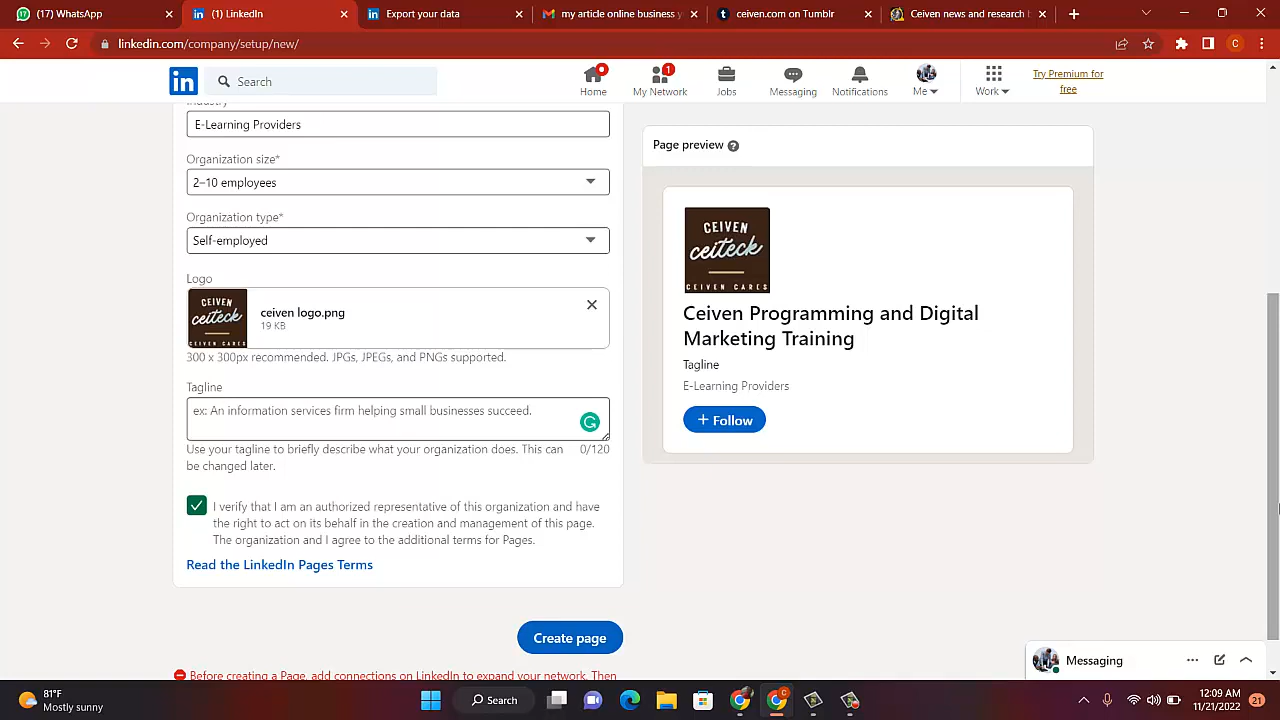 (17) WhatsApp
(1) LinkedIn
Export your data
my article online business y
ceiven.com on Tumblr
Ceiven news and research b
linkedin.com/company/setup/new/
C
in
Search
Home
1
My Network
Jobs
Messaging
Notifications
Me
Work
Try Premium for
free
Industry
E-Learning Providers
Organization size*
2–10 employees
Organization type*
Self-employed
Logo
CEIVEN
ceiteck
CEIVEN CARES
ceiven logo.png
19 KB
300 x 300px recommended. JPGs, JPEGs, and PNGs supported.
Tagline
ex: An information services firm helping small businesses succeed.
Use your tagline to briefly describe what your organization does. This can
be changed later.
0/120
I verify that I am an authorized representative of this organization and have
the right to act on its behalf in the creation and management of this page.
The organization and I agree to the additional terms for Pages.
Read the LinkedIn Pages Terms
Create page
Before creating a Page, add connections on LinkedIn to expand your network. Then
Page preview
CEIVEN
ceiteck
CEIVEN CARES
Ceiven Programming and Digital
Marketing Training
Tagline
E-Learning Providers
+ Follow
Messaging
81°F
Mostly sunny
Search
12:09 AM
11/21/2022
21